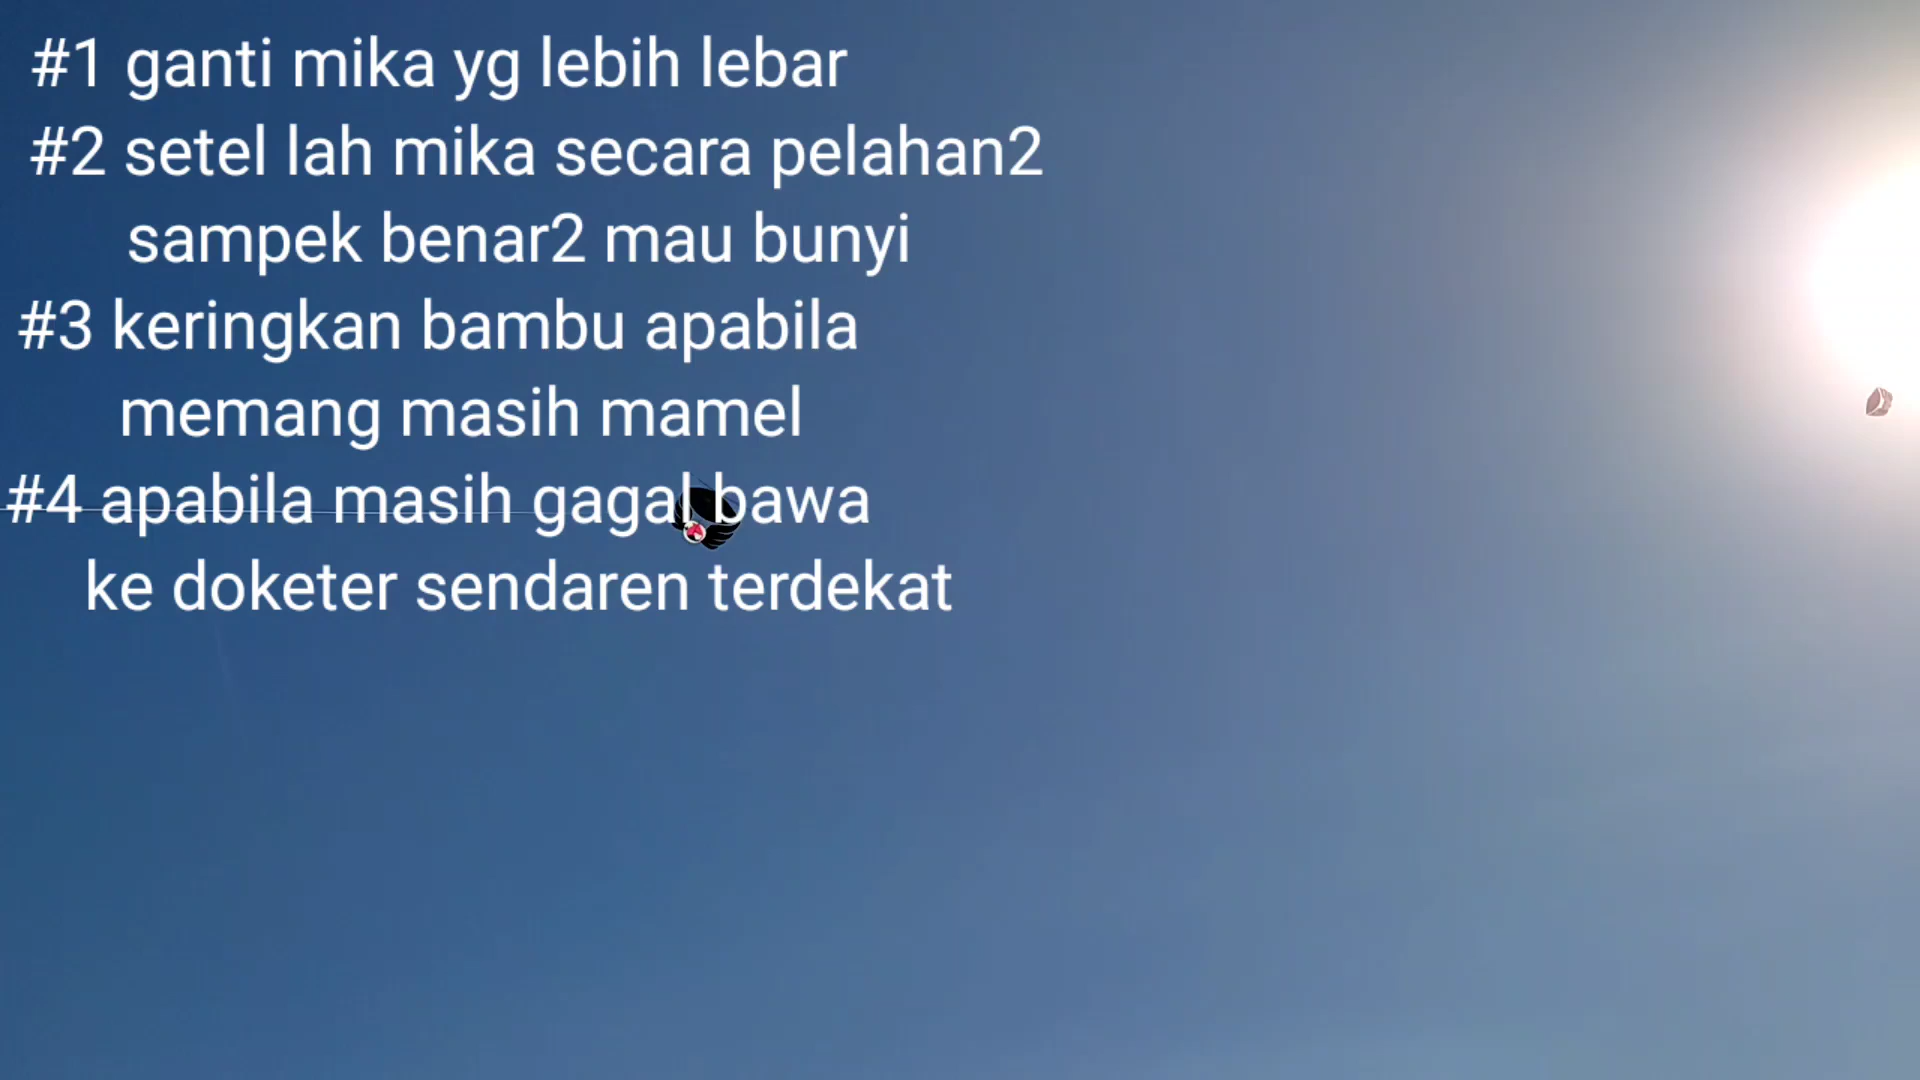 #1 ganti mika yg lebih lebar
#2 setel lah mika secara pelahan2
sampek benar2 mau bunyi
#3 keringkan bambu apabila
memang masih mamel
#4 apabila masih gagal bawa
ke doketer sendaren terdekat